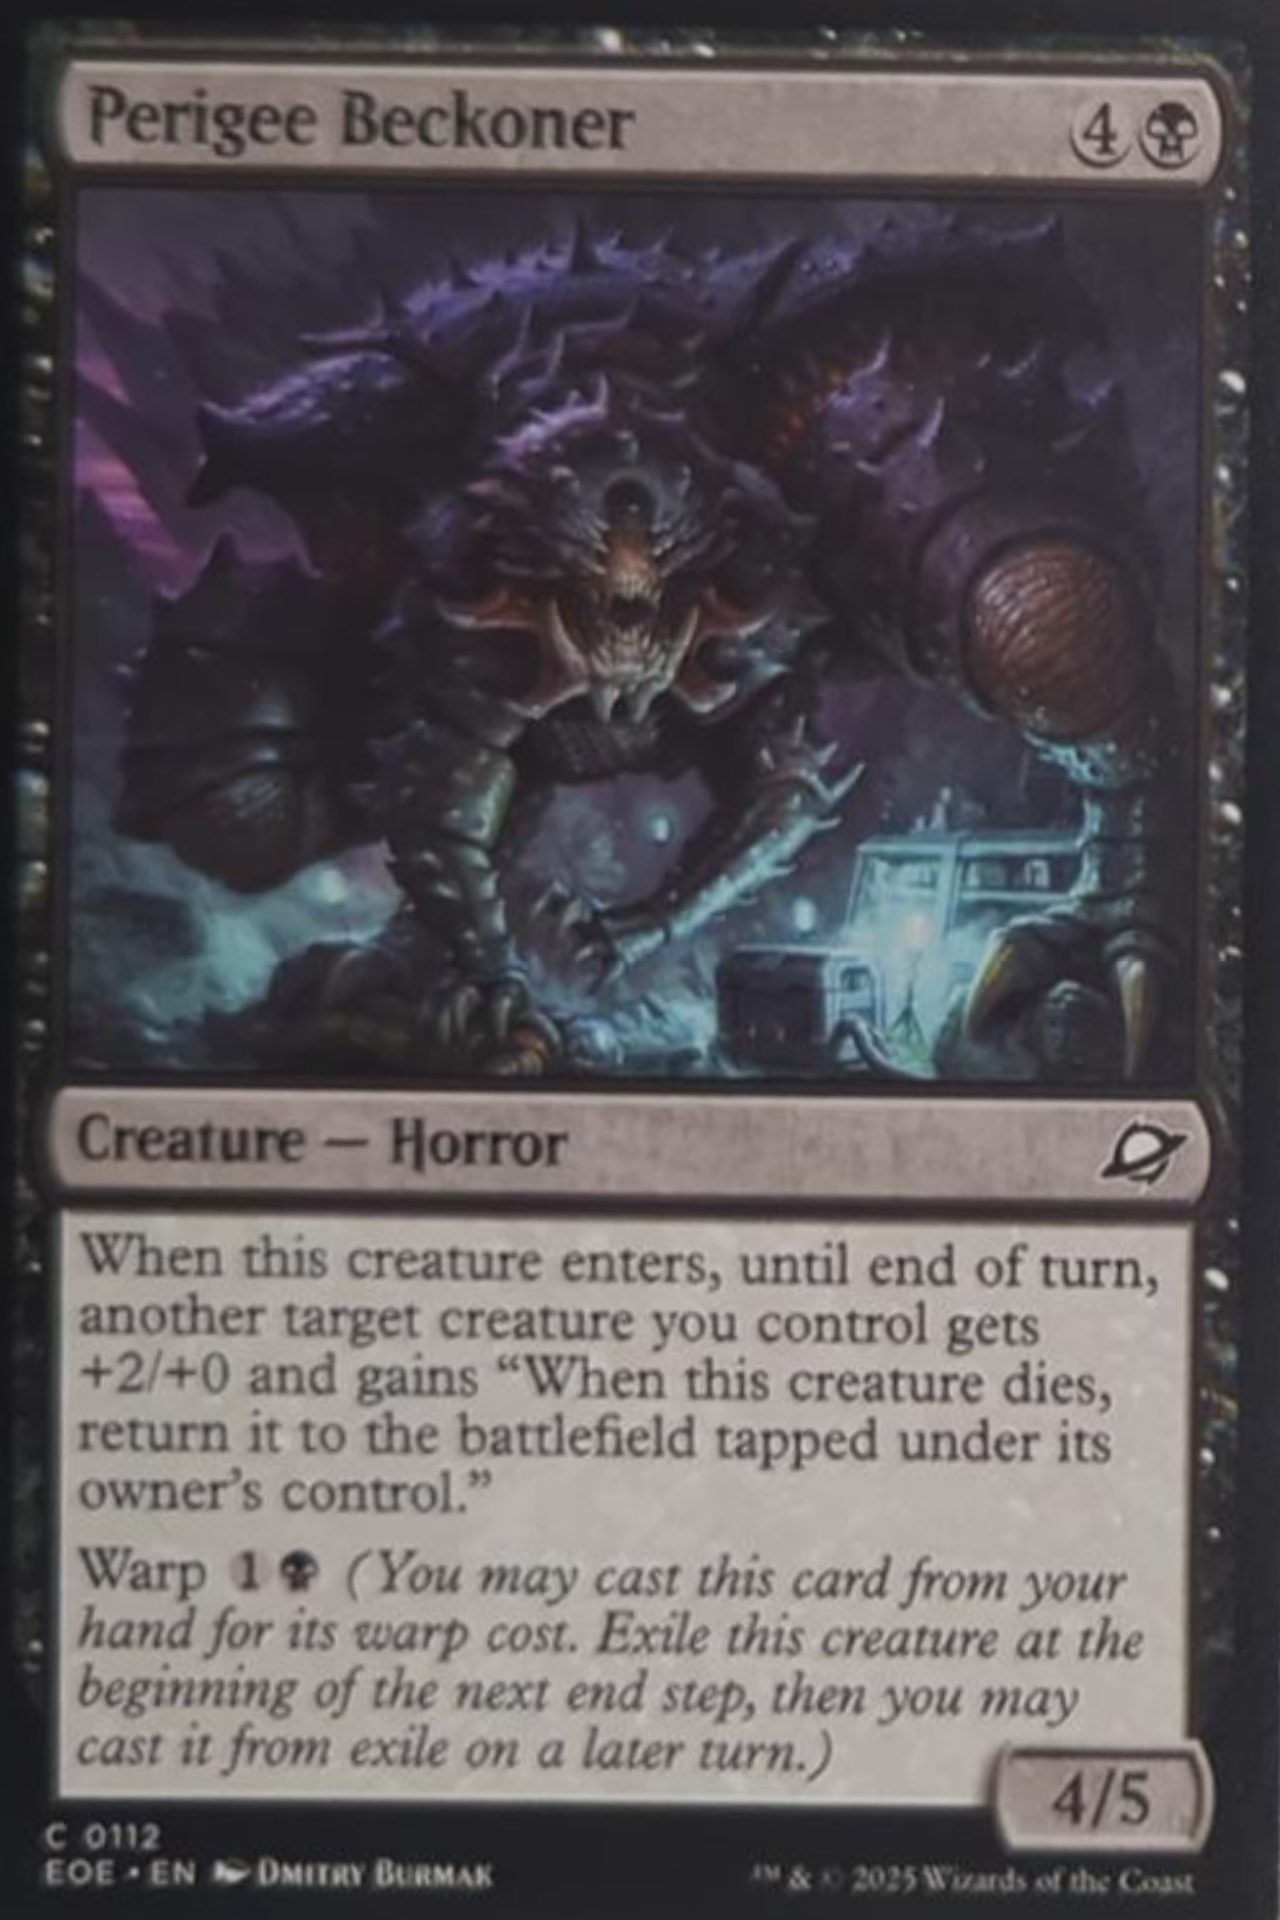 Perigee Beckoner 4
Creature — Horror
When this creature enters, until end of turn,
another target creature you control gets
+2/+0 and gains “When this creature dies,
return it to the battlefield tapped under its
owner’s control.”
Warp 1 (You may cast this card from your
hand for its warp cost. Exile this creature at the
beginning of the next end step, then you may
cast it from exile on a later turn.)
4/5
C 0112
EOE • EN DMITRY BURMAK
™ & © 2025 Wizards of the Coast